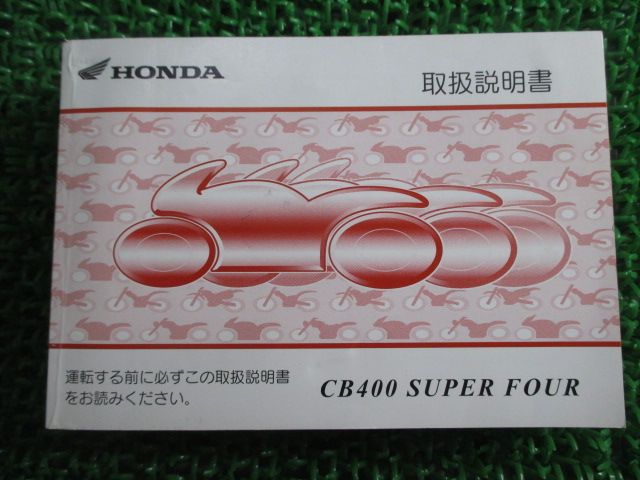 HONDA
取扱説明書
運転する前に必ずこの取扱説明書
をお読みください。
CB400 SUPER FOUR